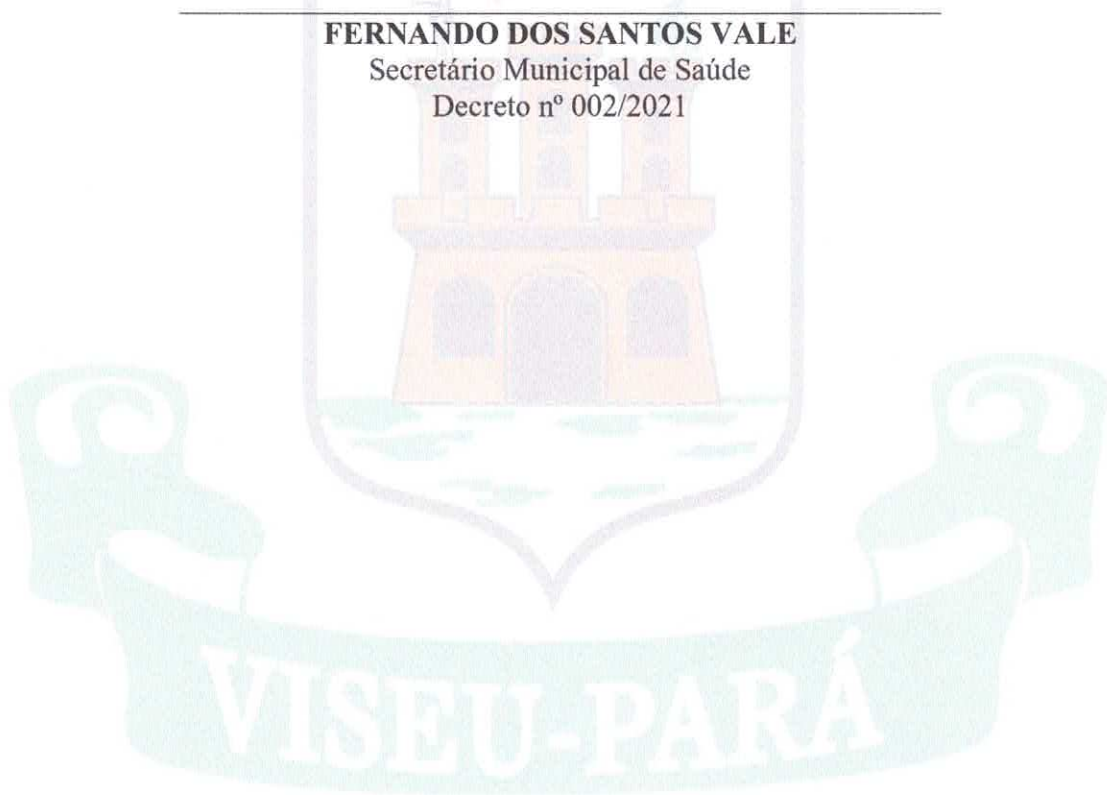 FERNANDO DOS SANTOS VALE
Secretário Municipal de Saúde
Decreto nº 002/2021
VISEU-PARÁ